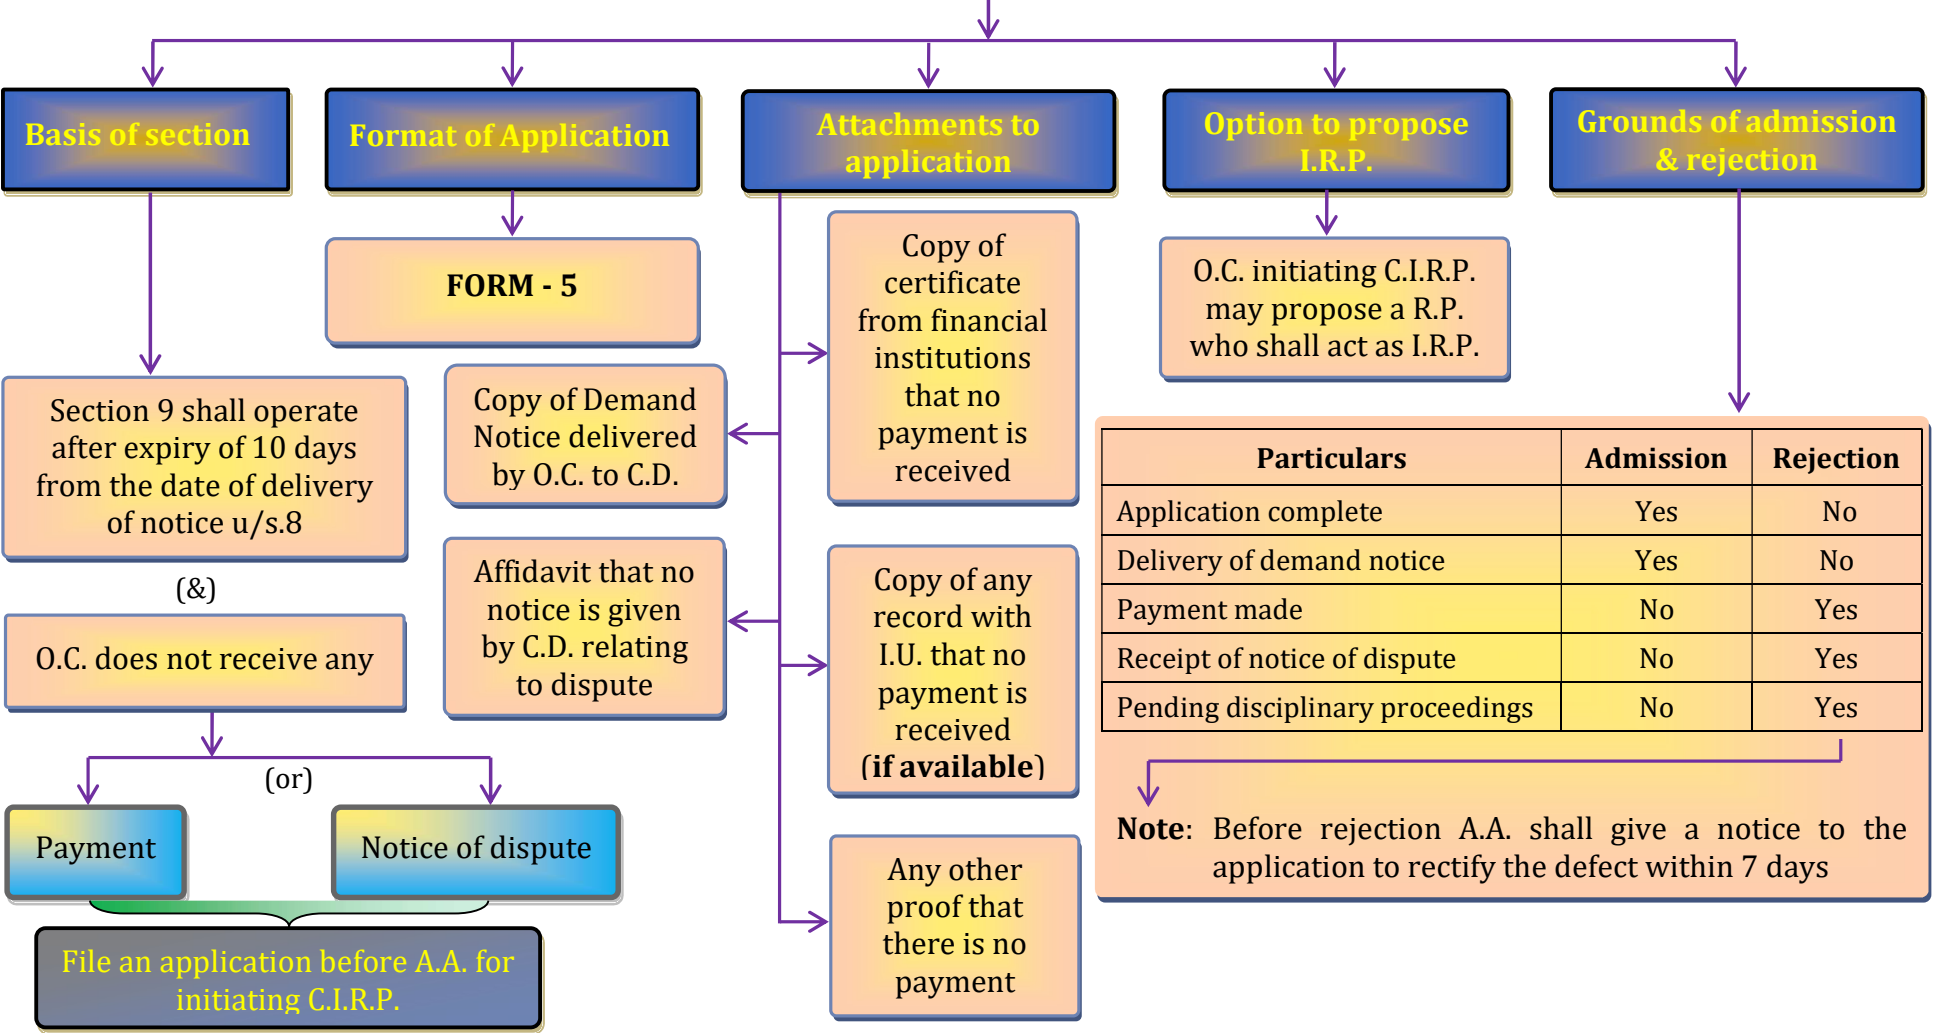 Basis of section
Section 9 shall operate
after expiry of 10 days
from the date of delivery
of notice u/s.8
(&)
O.C. does not receive any
(or)
Payment
Notice of dispute
File an application before A.A. for
initiating C.I.R.P.
Format of Application
FORM - 5
Attachments to
application
Copy of Demand
Notice delivered
by O.C. to C.D.
Affidavit that no
notice is given
by C.D. relating
to dispute
Copy of
certificate
from financial
institutions
that no
payment is
received
Copy of any
record with
I.U. that no
payment is
received
(if available)
Any other
proof that
there is no
payment
Option to propose
I.R.P.
O.C. initiating C.I.R.P.
may propose a R.P.
who shall act as I.R.P.
Grounds of admission
& rejection
Particulars Admission Rejection
Application complete Yes No
Delivery of demand notice Yes No
Payment made No Yes
Receipt of notice of dispute No Yes
Pending disciplinary proceedings No Yes
Note: Before rejection A.A. shall give a notice to the
application to rectify the defect within 7 days